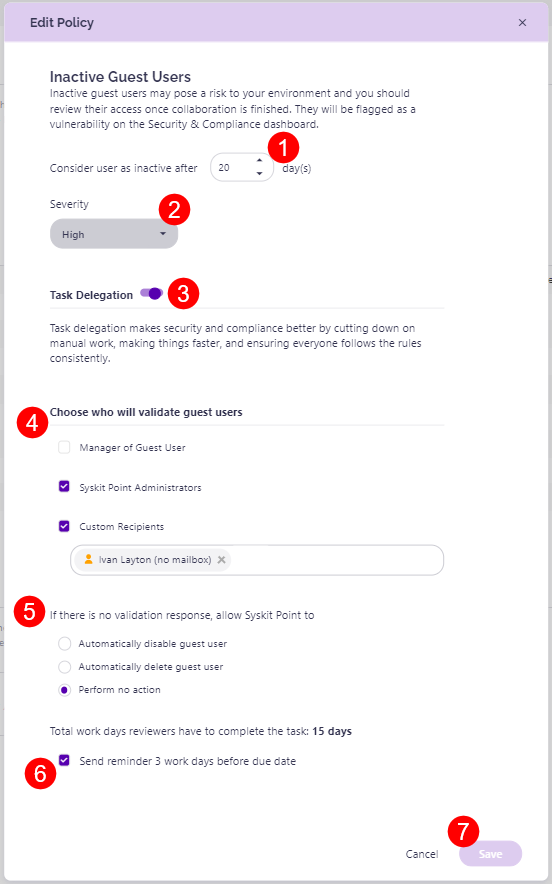 Edit Policy
×
Inactive Guest Users
Inactive guest users may pose a risk to your environment and you should
review their access once collaboration is finished. They will be flagged as a
vulnerability on the Security & Compliance dashboard.
1
Consider user as inactive after 20 day(s)
Severity
2
High
Task Delegation 3
Task delegation makes security and compliance better by cutting down on
manual work, making things faster, and ensuring everyone follows the rules
consistently.
4 Choose who will validate guest users
Manager of Guest User
Syskit Point Administrators
Custom Recipients
Ivan Layton (no mailbox) ×
5 If there is no validation response, allow Syskit Point to
Automatically disable guest user
Automatically delete guest user
Perform no action
Total work days reviewers have to complete the task: 15 days
6 Send reminder 3 work days before due date
7
Cancel Save